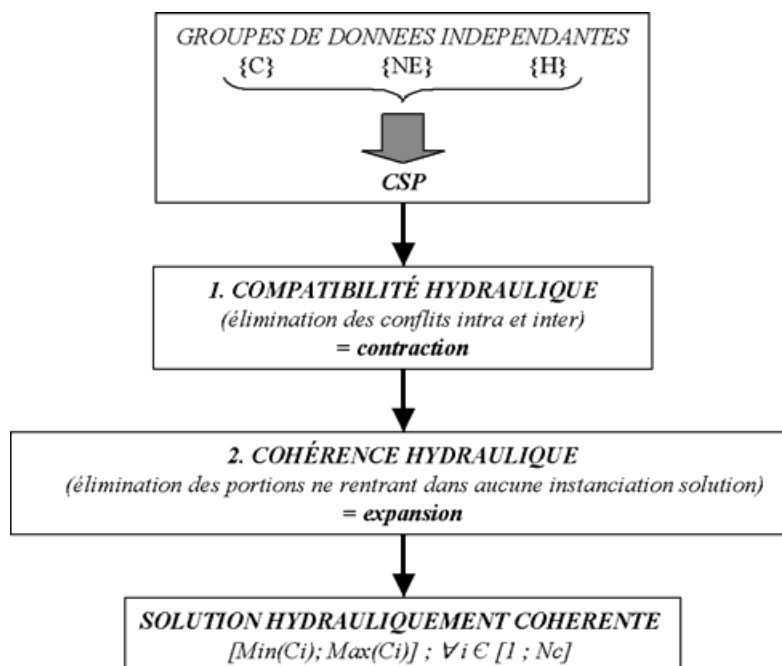 GROUPES DE DONNEES INDEPENDANTES
{C} {NE} {H}
CSP
1. COMPATIBILITÉ HYDRAULIQUE
(élimination des conflits intra et inter)
= contraction
2. COHÉRENCE HYDRAULIQUE
(élimination des portions ne rentrant dans aucune instanciation solution)
= expansion
SOLUTION HYDRAULIQUEMENT COHERENTE
[Min(Ci); Max(Ci)] ; ∀ i Є [1 ; Nc]